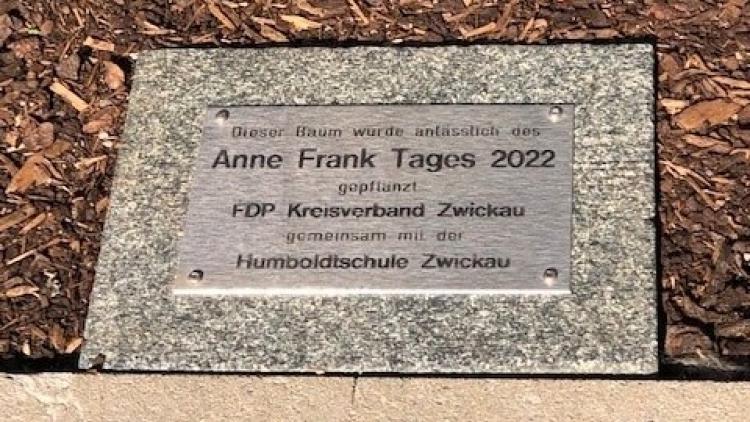 Dieser Baum wurde anlässlich des
Anne Frank Tages 2022
gepflanzt
FDP Kreisverband Zwickau
gemeinsam mit der
Humboldtschule Zwickau